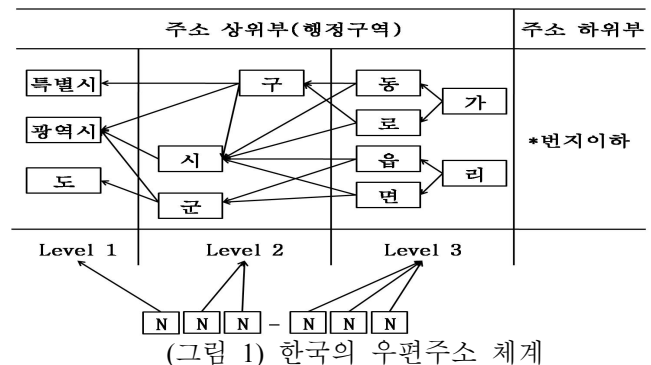 주소 상위부(행정구역) 주소 하위부
특별시 구 동
가
광역시 로
시 읍 *번지이하
도 리
군 면
Level 1 Level 2 Level 3
N N N - N N N
(그림 1) 한국의 우편주소 체계